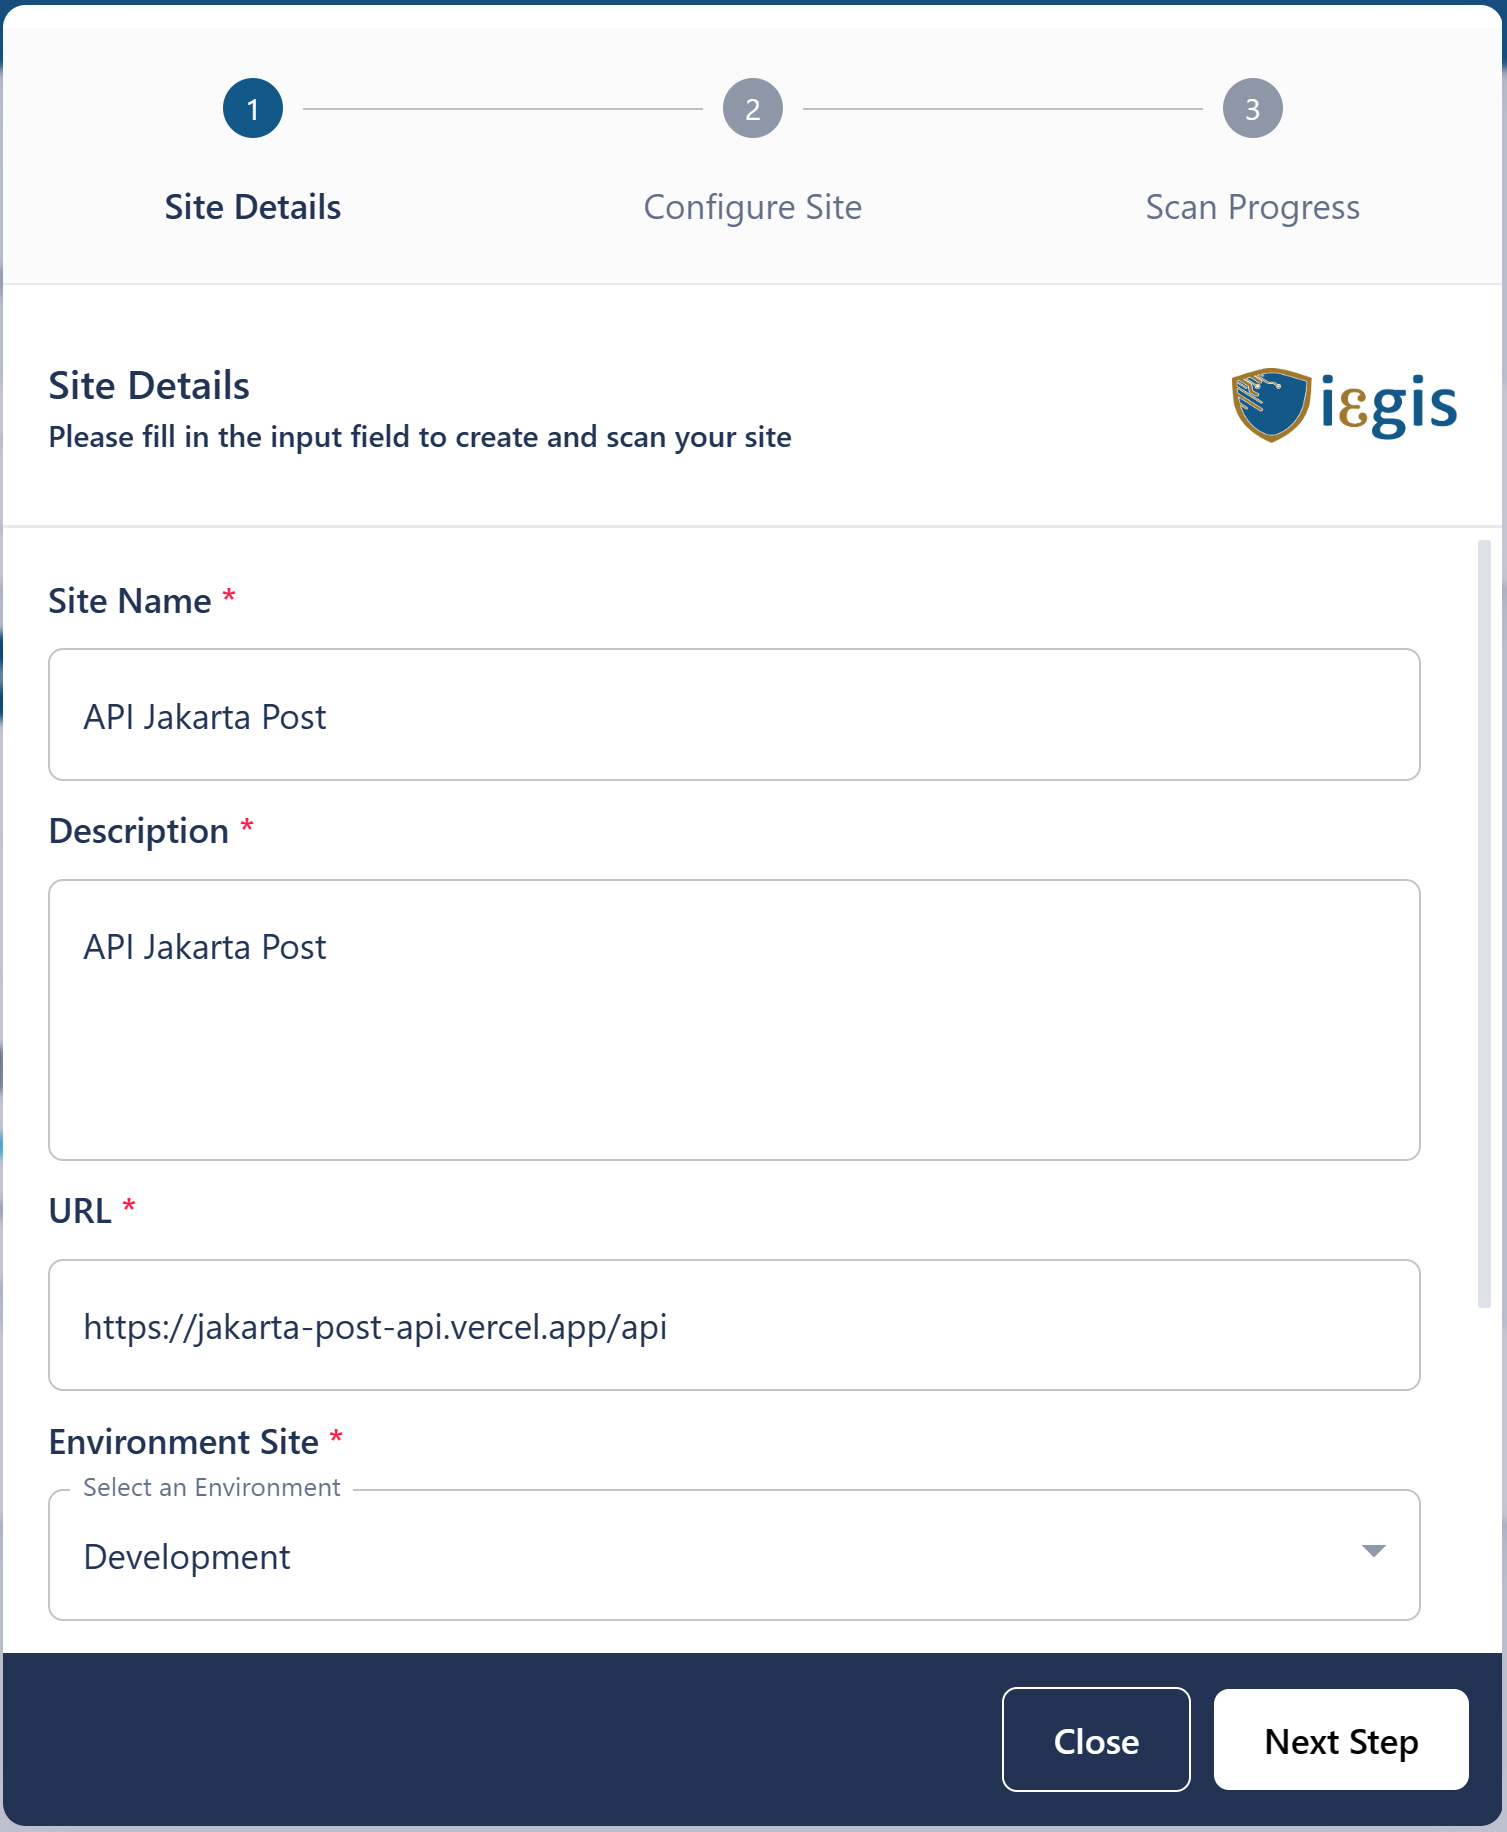 1
2
3
Site Details
Configure Site
Scan Progress
Site Details
Please fill in the input field to create and scan your site
iεgis
Site Name *
API Jakarta Post
Description *
API Jakarta Post
URL *
https://jakarta-post-api.vercel.app/api
Environment Site *
Select an Environment
Development
Close
Next Step